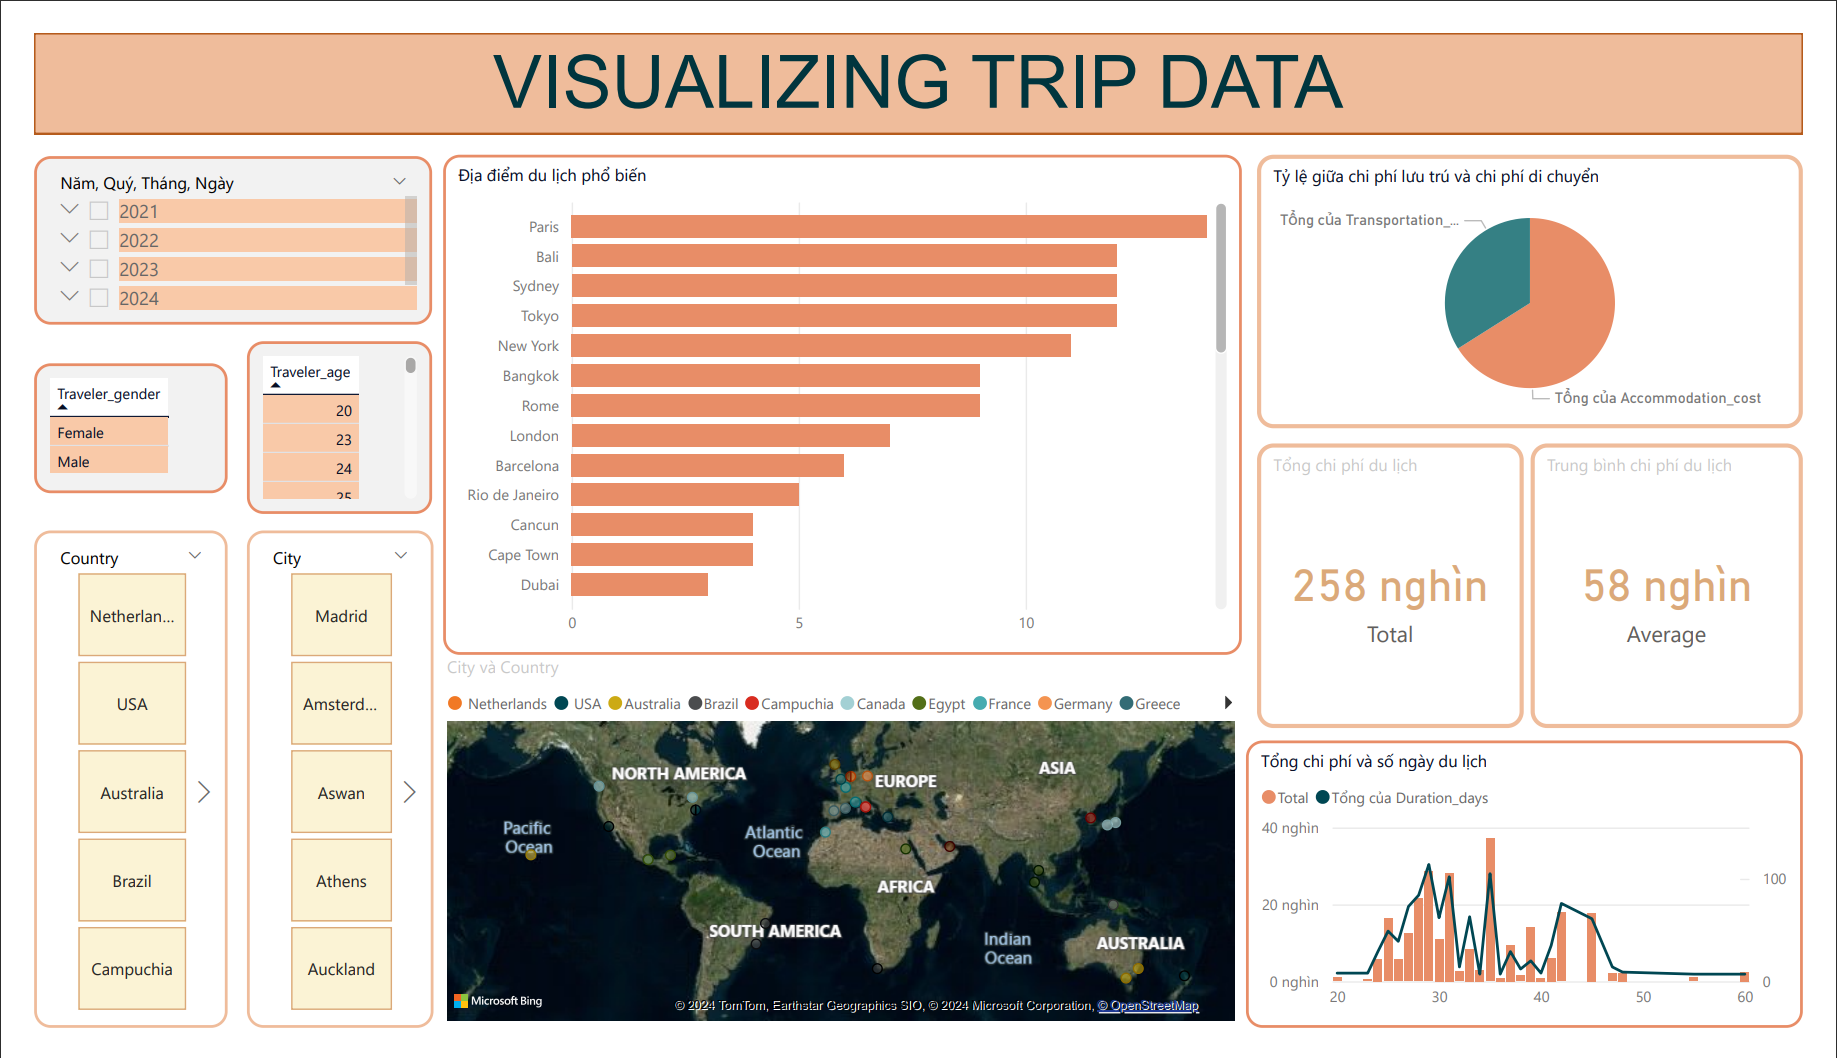 VISUALIZING TRIP DATA
Năm, Quý, Tháng, Ngày
2021
2022
2023
2024
Traveler_gender
Female
Male
Traveler_age
20
23
24
25
Country
Netherlan...
USA
Australia
Brazil
Campuchia
City
Madrid
Amsterd...
Aswan
Athens
Auckland
Địa điểm du lịch phổ biến
Paris
Bali
Sydney
Tokyo
New York
Bangkok
Rome
London
Barcelona
Rio de Janeiro
Cancun
Cape Town
Dubai
0 5 10
City và Country
Netherlands USA Australia Brazil Campuchia Canada Egypt France Germany Greece
NORTH AMERICA
EUROPE
ASIA
Pacific
Ocean
Atlantic
Ocean
AFRICA
SOUTH AMERICA
Indian
Ocean
AUSTRALIA
Microsoft Bing
© 2024 TomTom, Earthstar Geographics SIO, © 2024 Microsoft Corporation, © OpenStreetMap
Tỷ lệ giữa chi phí lưu trú và chi phí di chuyển
Tổng của Transportation_...
Tổng của Accommodation_cost
Tổng chi phí du lịch
258 nghìn
Total
Trung bình chi phí du lịch
58 nghìn
Average
Tổng chi phí và số ngày du lịch
Total Tổng của Duration_days
40 nghìn
100
20 nghìn
0 nghìn
0
20 30 40 50 60